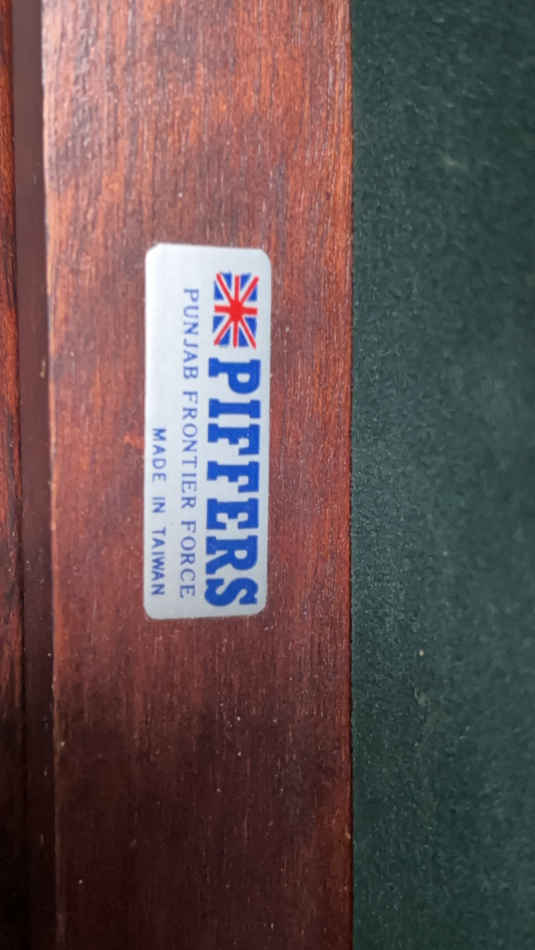 PIFFERS
PUNJAB FRONTIER FORCE
MADE IN TAIWAN